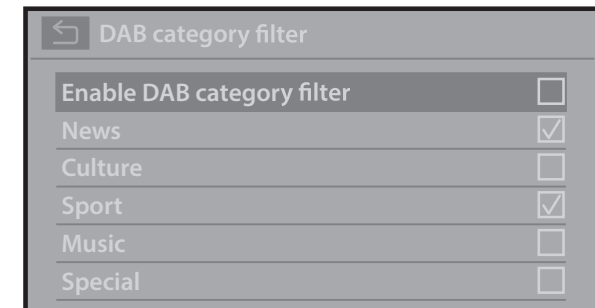 DAB category filter
Enable DAB category filter
News
Culture
Sport
Music
Special